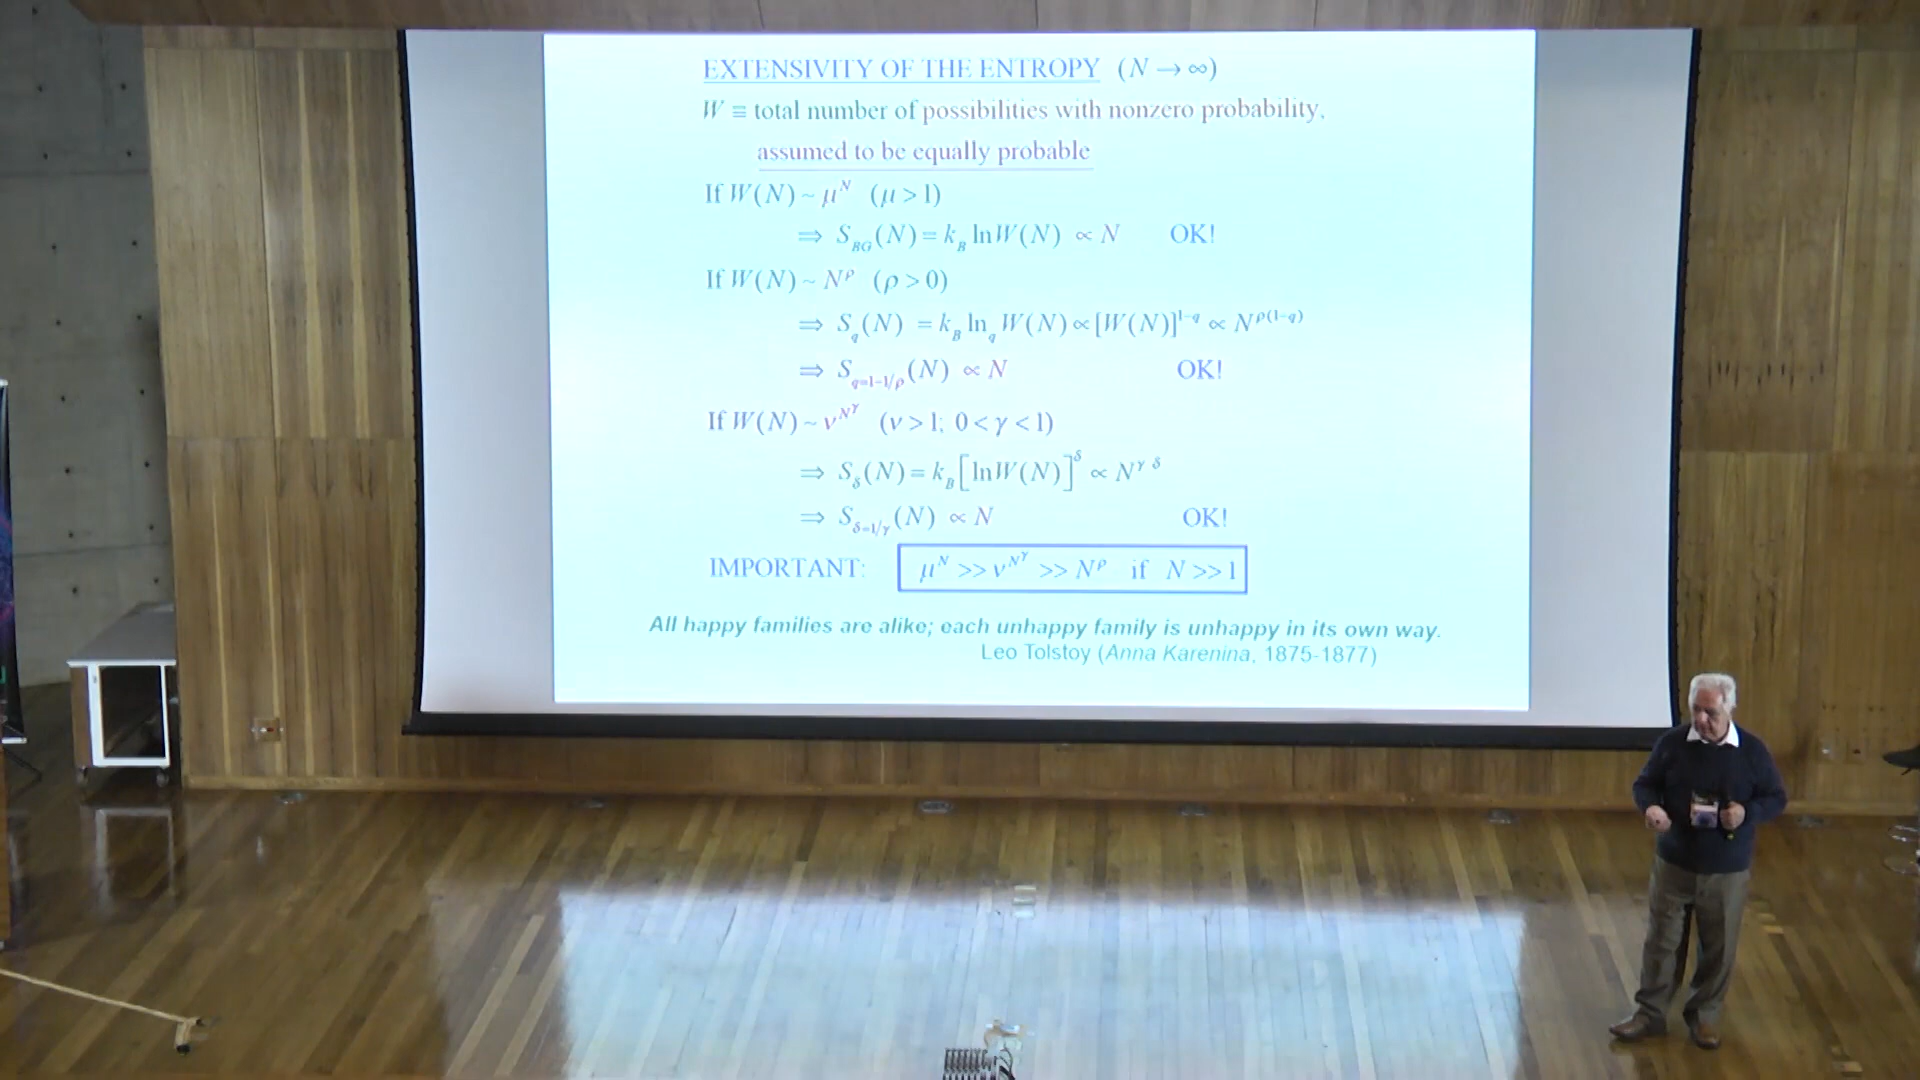 EXTENSIVITY OF THE ENTROPY (N → ∞)
W ≡ total number of possibilities with nonzero probability,
assumed to be equally probable
If W(N) ~ μ^N (μ > 1)
⇒ S_BG(N) = k_B ln W(N) ∝ N OK!
If W(N) ~ N^ρ (ρ > 0)
⇒ S_q(N) = k_B ln_q W(N) ∝ [W(N)]^{1-q} ∝ N^{ρ(1-q)}
⇒ S_{q=1-1/ρ}(N) ∝ N OK!
If W(N) ~ ν^{N^γ} (ν > 1; 0 < γ < 1)
⇒ S_δ(N) = k_B [ln W(N)]^δ ∝ N^{γ δ}
⇒ S_{δ=1/γ}(N) ∝ N OK!
IMPORTANT: μ^N >> ν^{N^γ} >> N^ρ if N >> 1
All happy families are alike; each unhappy family is unhappy in its own way.
Leo Tolstoy (Anna Karenina, 1875-1877)